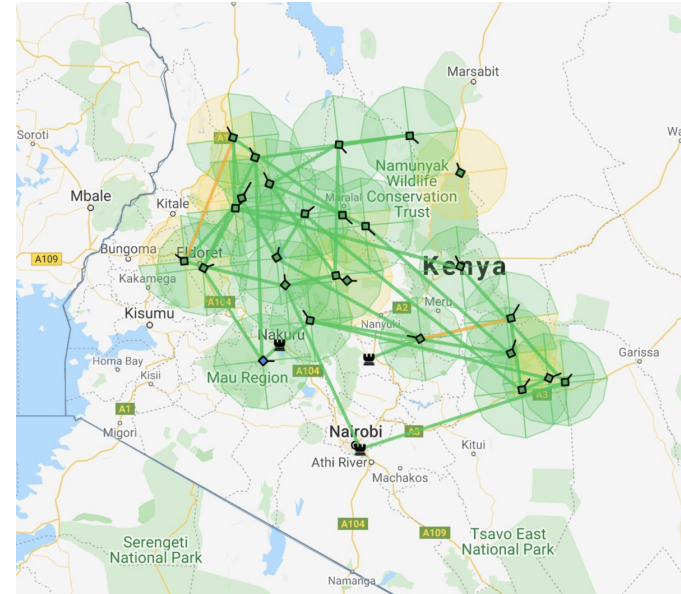 Marsabit
Soroti
Namunyak
Wildlife
Conservation
Trust
Mbale
Kitale
Maralal
Bungoma
Eldoret
A109
Kenya
Kakamega
A104
A2
Meru
Kisumu
Nanyuki
Nakuru
Garissa
Homa Bay
Kisii
Mau Region
A104
A3
A1
Migori
Nairobi
A3
Kitui
Athi River
Machakos
A104
A109
Tsavo East
National Park
Serengeti
National Park
Namanga